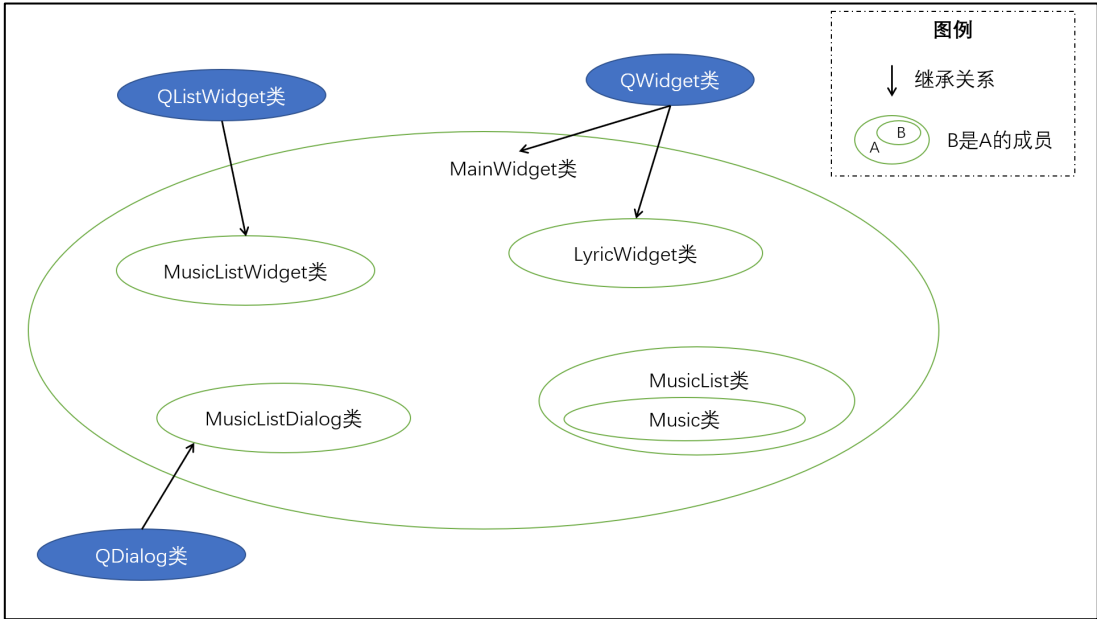 QListWidget类
QWidget类
图例
继承关系
A
B
B是A的成员
MainWidget类
MusicListWidget类
LyricWidget类
MusicListDialog类
MusicList类
Music类
QDialog类